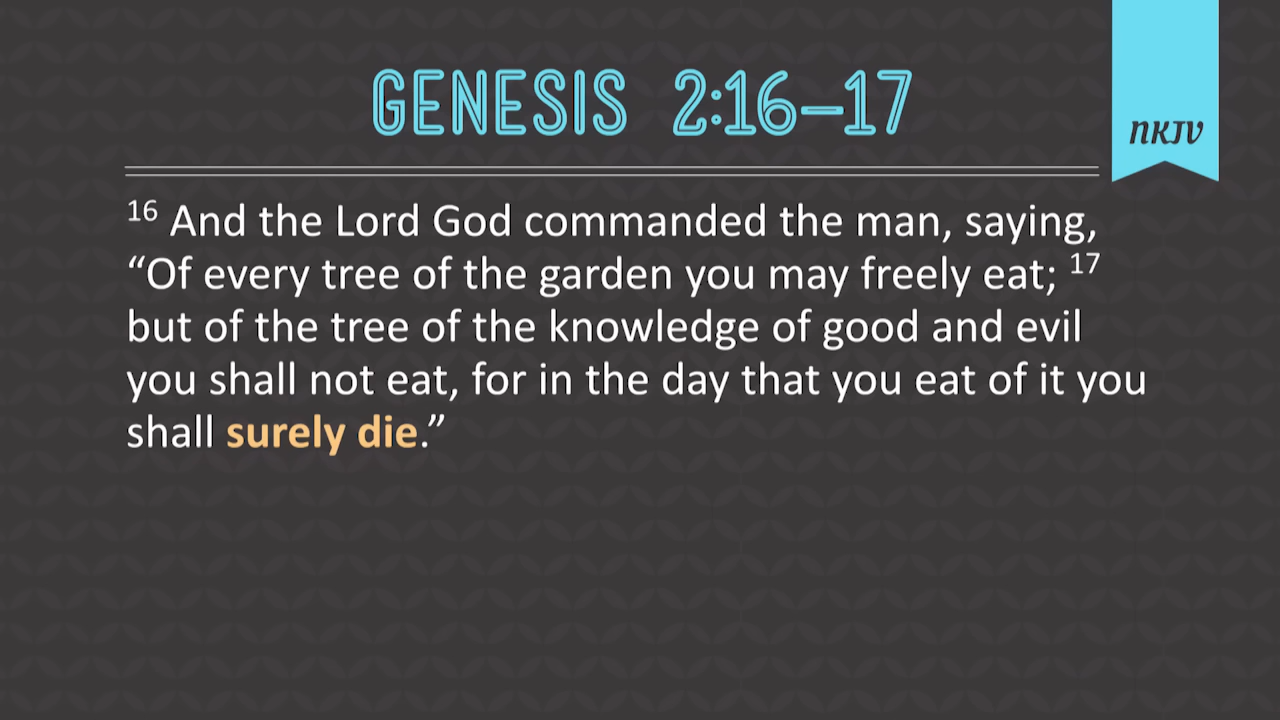 GENESIS 2:16–17
NKJV
16 And the Lord God commanded the man, saying,
“Of every tree of the garden you may freely eat; 17
but of the tree of the knowledge of good and evil
you shall not eat, for in the day that you eat of it you
shall surely die.”